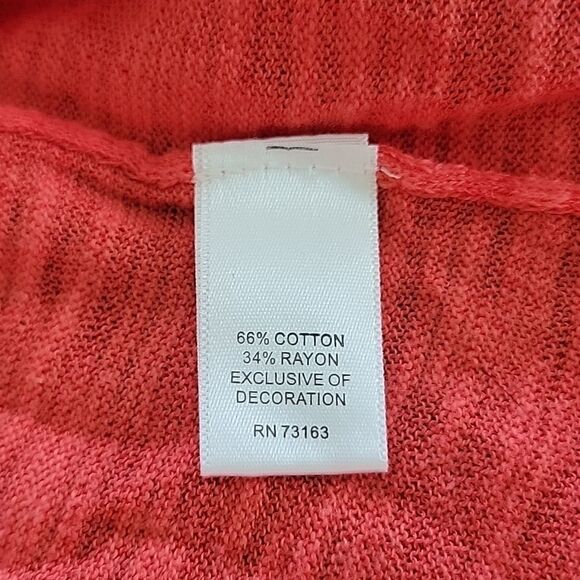 66% COTTON
34% RAYON
EXCLUSIVE OF
DECORATION
RN 73163